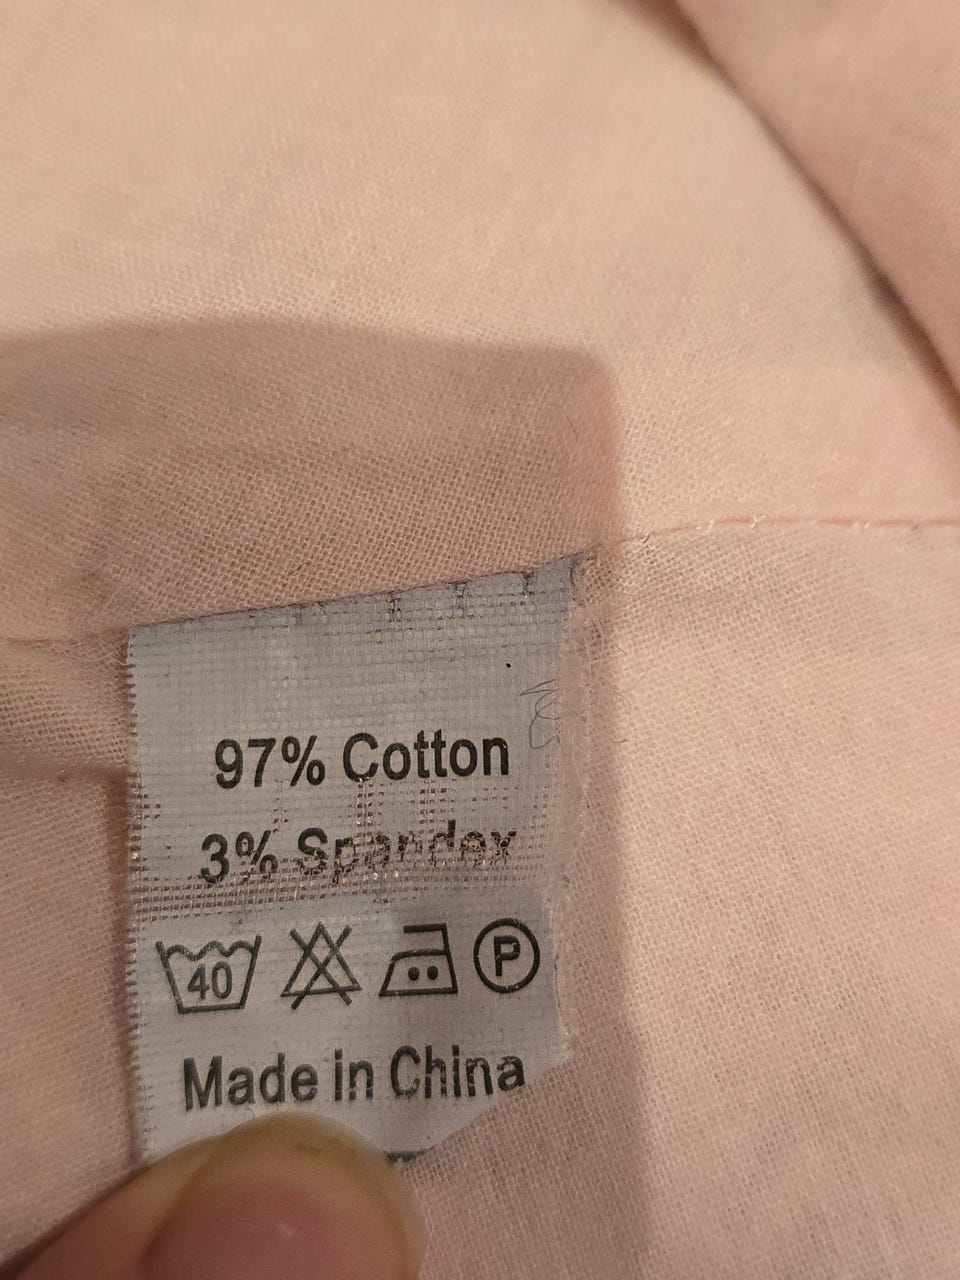 97% Cotton
3% Spandex
40 P
Made in China